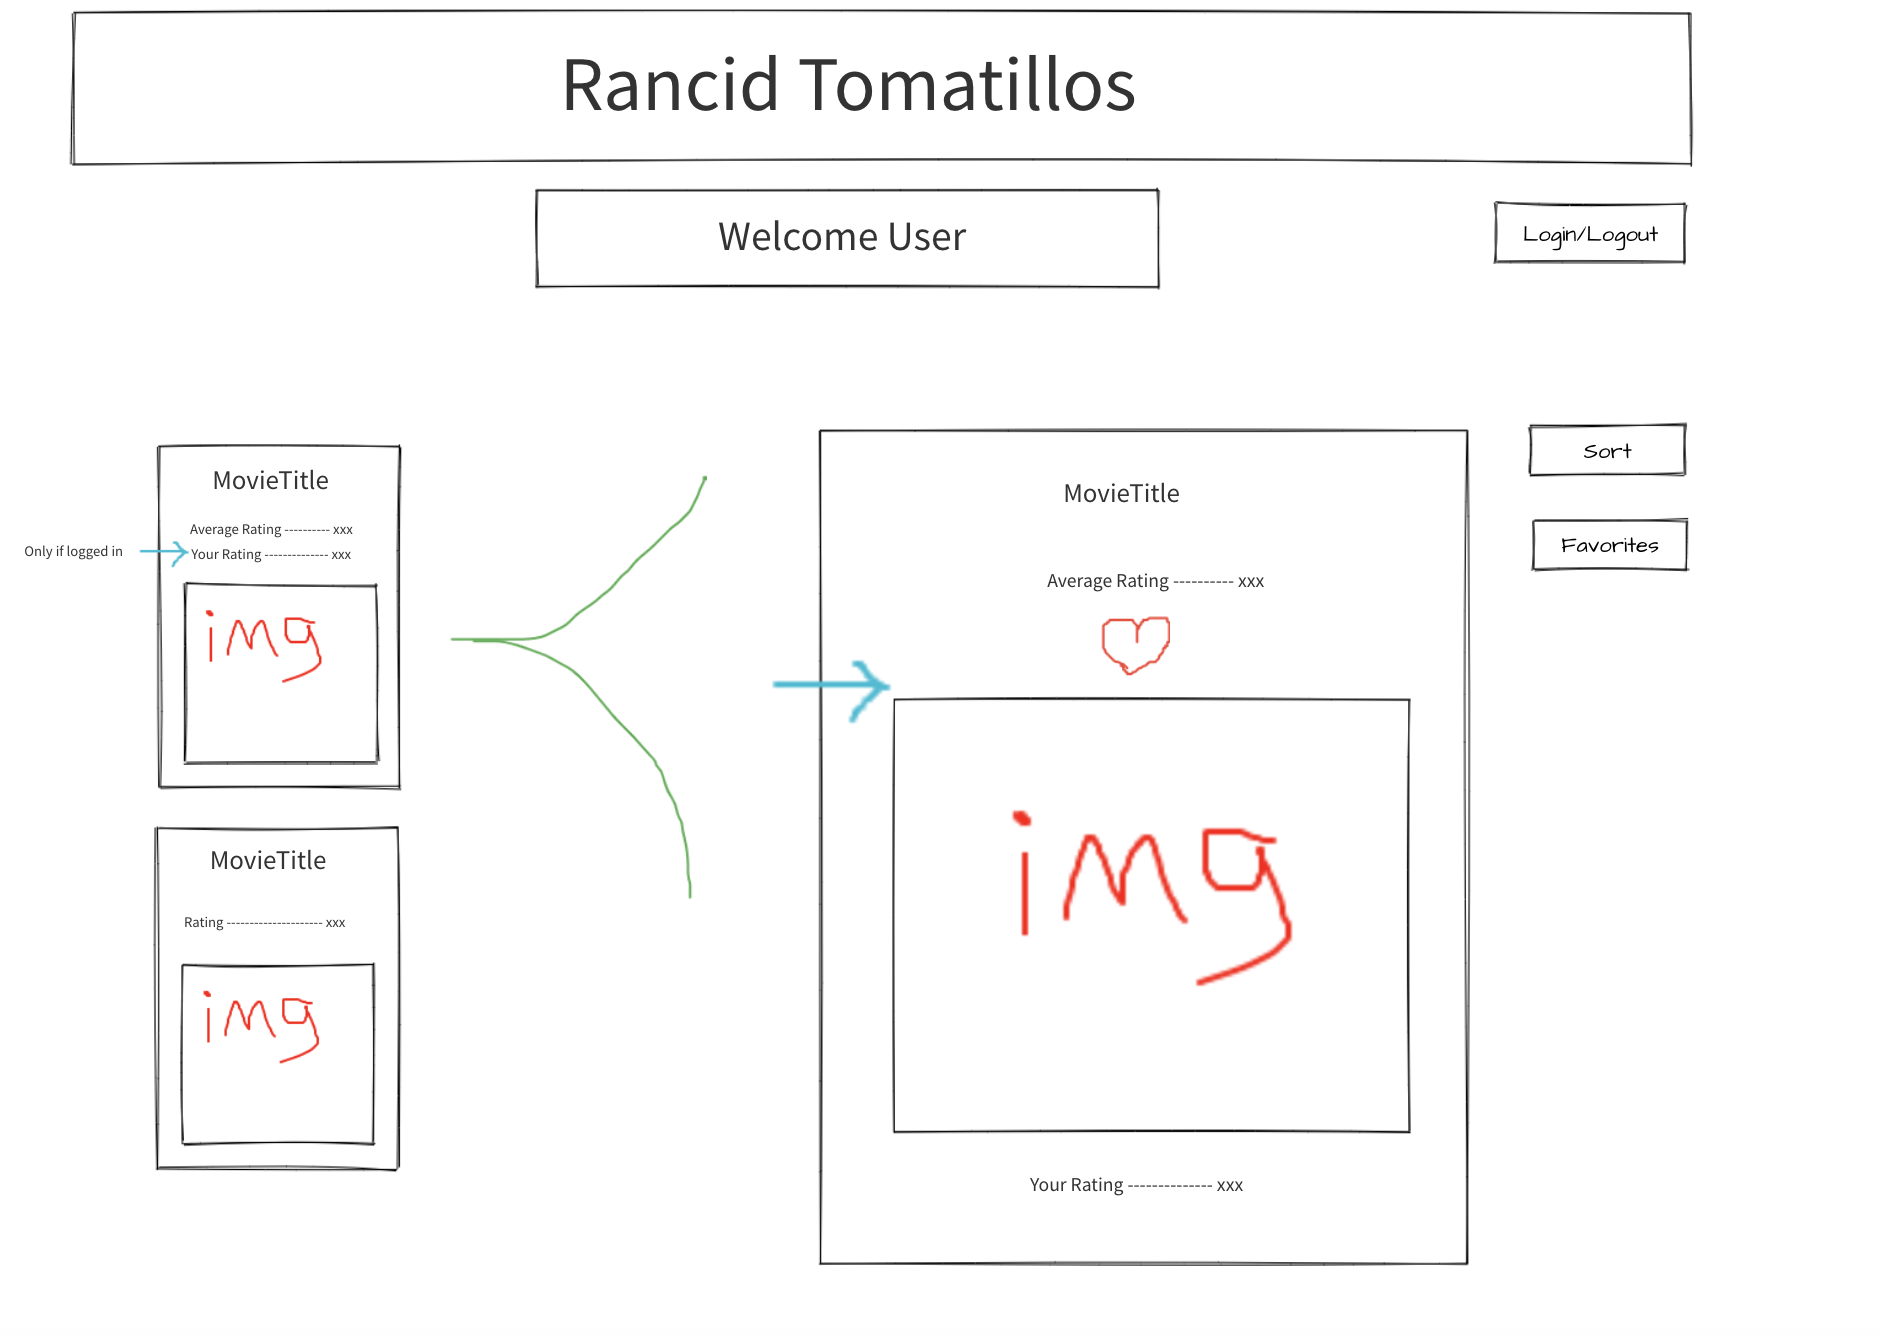 Rancid Tomatillos
Welcome User
Login/Logout
MovieTitle
Average Rating ---------- xxx
Only if logged in
Your Rating -------------- xxx
img
MovieTitle
Rating --------------------- xxx
img
MovieTitle
Average Rating ---------- xxx
img
Your Rating -------------- xxx
Sort
Favorites